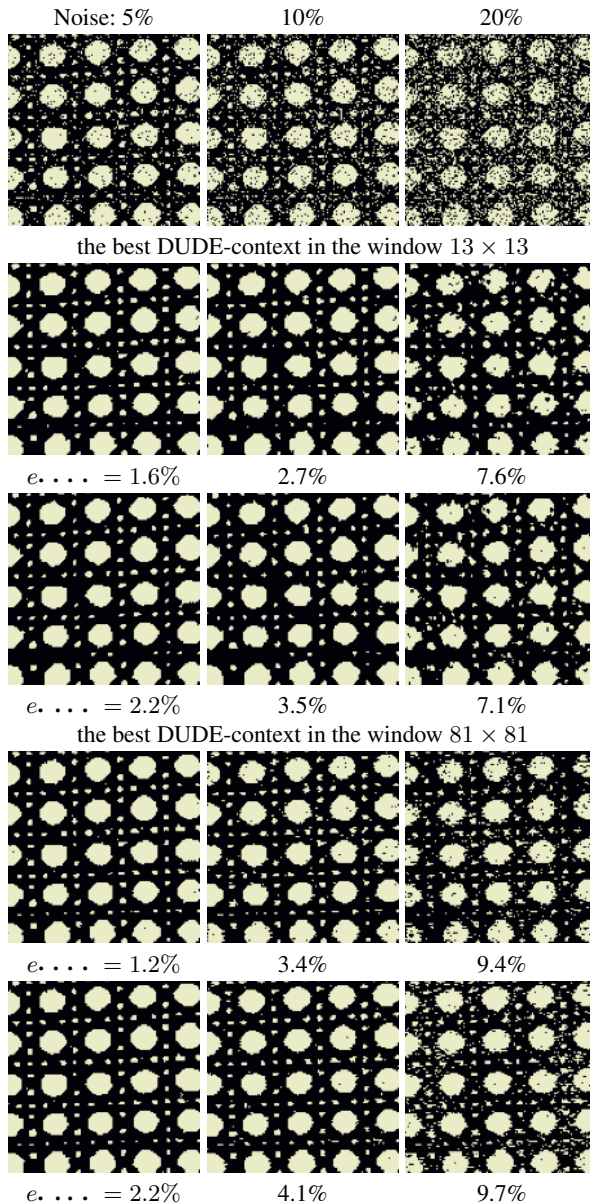 Noise: 5% 10% 20%
the best DUDE-context in the window 13 × 13
e. . . . = 1.6% 2.7% 7.6%
e. . . . = 2.2% 3.5% 7.1%
the best DUDE-context in the window 81 × 81
e. . . . = 1.2% 3.4% 9.4%
e. . . . = 2.2% 4.1% 9.7%